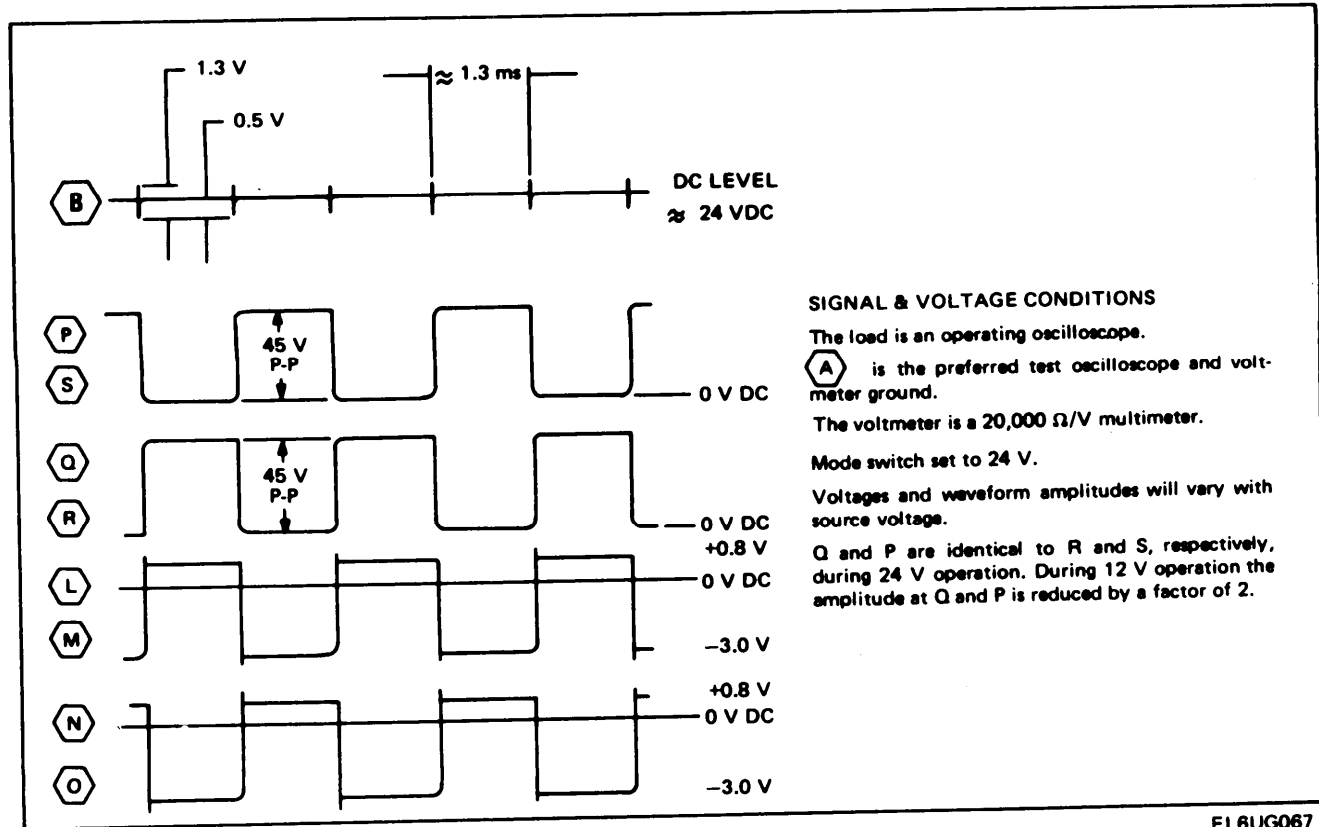 1.3 V
≈ 1.3 ms
0.5 V
B
DC LEVEL
≈ 24 VDC
P
S
45 V
P-P
0 V DC
Q
R
45 V
P-P
0 V DC
L
M
+0.8 V
0 V DC
−3.0 V
N
O
+0.8 V
0 V DC
−3.0 V
SIGNAL & VOLTAGE CONDITIONS
The load is an operating oscilloscope.
A is the preferred test oscilloscope and volt-
meter ground.
The voltmeter is a 20,000 Ω/V multimeter.
Mode switch set to 24 V.
Voltages and waveform amplitudes will vary with
source voltage.
Q and P are identical to R and S, respectively,
during 24 V operation. During 12 V operation the
amplitude at Q and P is reduced by a factor of 2.
EL6UG067